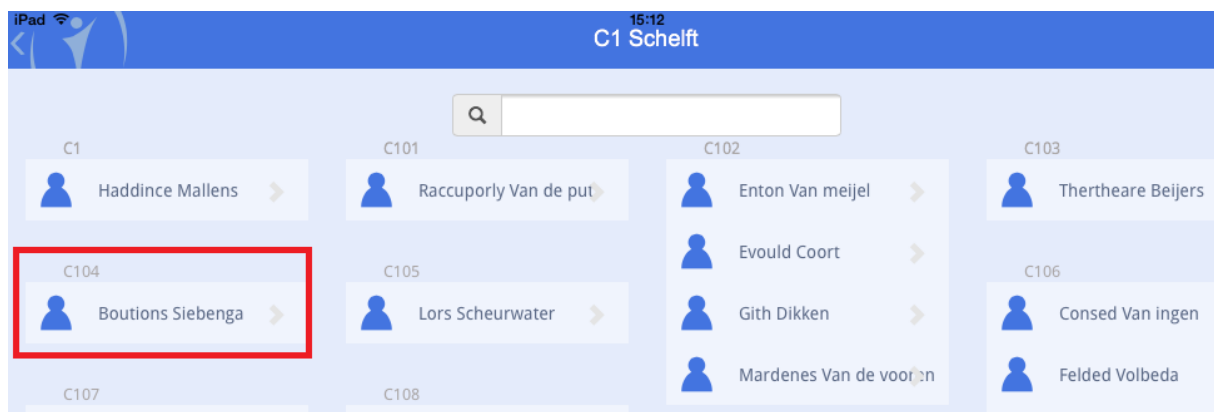 iPad 15:12
C1 Schelft
C1 C101 C102 C103
Haddince Mallens Raccuporly Van de put Enton Van meijel Thertheare Beijers
Evould Coort
C104 C105 C106
Boutions Siebenga Lors Scheurwater Gith Dikken Consed Van ingen
Mardenes Van de vooren Felded Volbeda
C107 C108